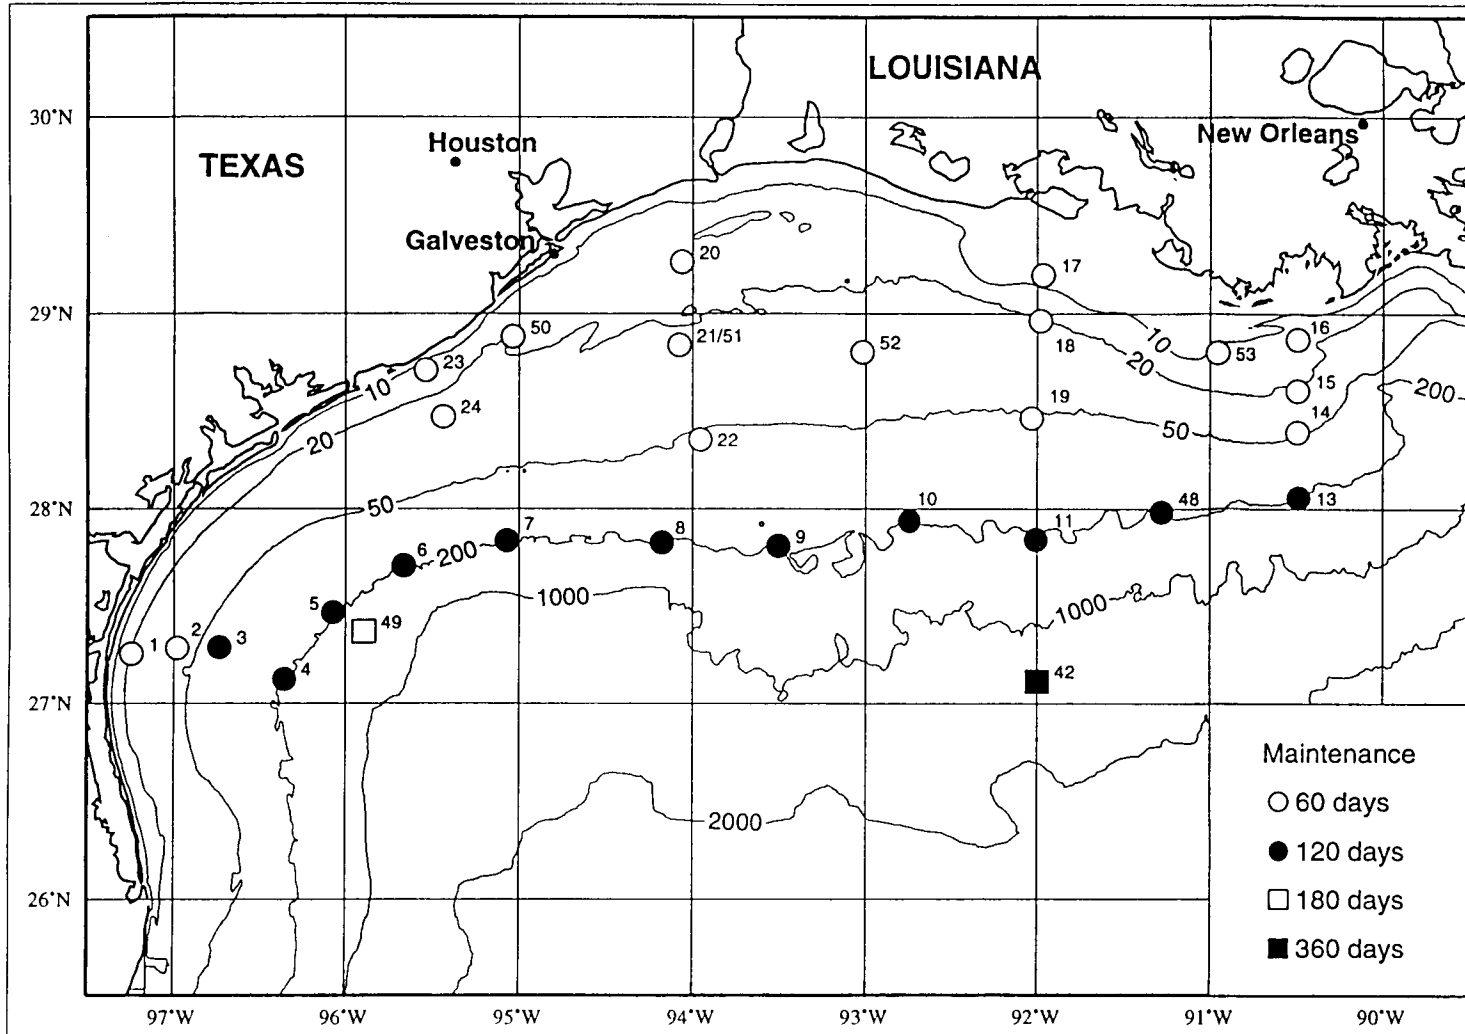 LOUISIANA
30°N
New Orleans
Houston
TEXAS
Galveston
20
17
29°N
50
21/51
52
18
10
53
16
23
10
20
15
200
24
20
19
14
50
22
50
28°N
7
8
9
10
11
48
13
6
200
5
1000
1000
49
1
2
3
4
42
27°N
Maintenance
60 days
2000
120 days
26°N
180 days
360 days
97°W
96°W
95°W
94°W
93°W
92°W
91°W
90°W